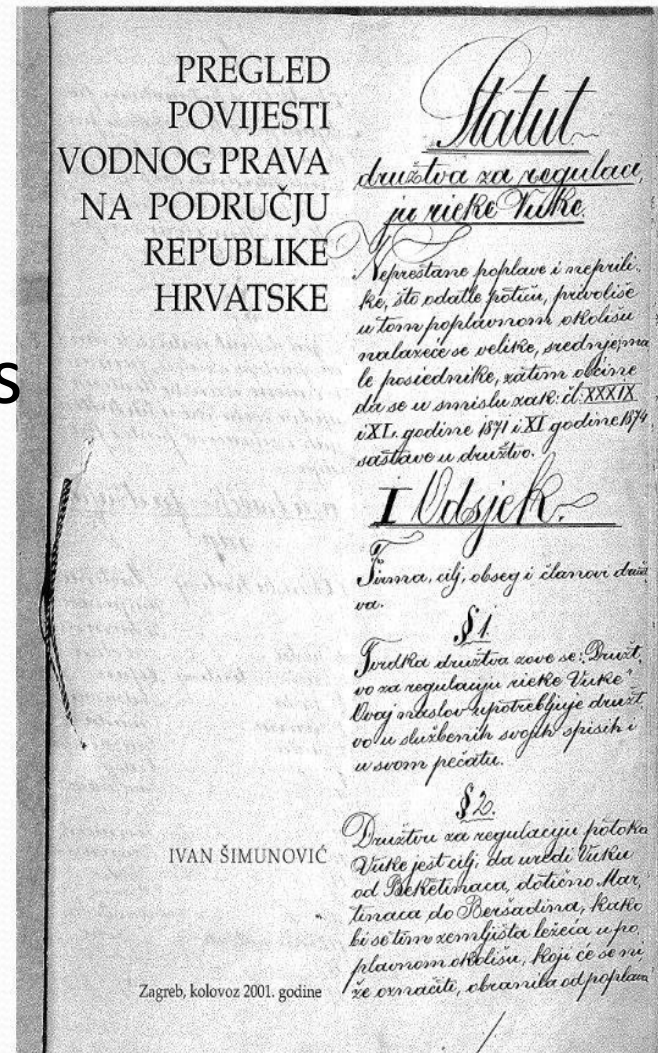 PREGLED
POVIJESTI
VODNOG PRAVA
NA PODRUČJU
REPUBLIKE
HRVATSKE
IVAN ŠIMUNOVIĆ
Zagreb, kolovoz 2001. godine
s
Statut
družtva za regulaci,
ju rieke Vuke.
Neprestane poplave i neprili,
ke, što odatle potiču, privoliše
u tom poplavnom okolišu
nalazeće se velike, srednje, ma
le posjednike, zatim obćine
da se u smislu zak: čl: XXXIX
i XL. godine 1871 i XI godine 1874
sastave u družtvo.
I Odsjek.
Firma, cilj, obseg i članovi druž
va.
§ 1.
Tvrdka družtva zove se: „Družt,
vo za regulaciju rieke Vuke“
Ovaj naslov upotrebljuje družt
vo u službenih svojih spisih i
u svom pečatu.
§ 2.
Družtvu za regulaciju potoka
Vuke jest cilj, da uredi Vuku
od Beketinaca, dotično Mar,
tinaca do Beršadina, kako
bi se tim zemljišta ležeća u po
plavnom okolišu, koji će se ni
že označiti, obranila od poplava